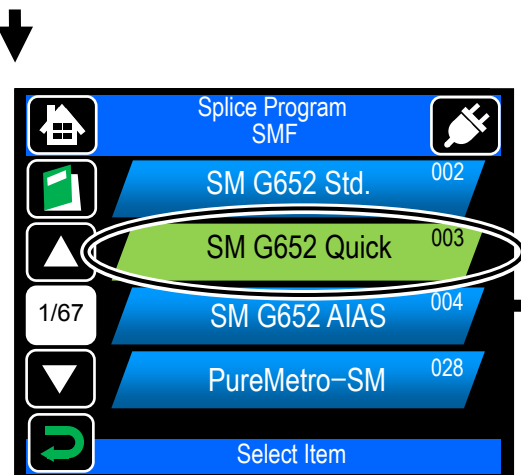 Splice Program
SMF
SM G652 Std. 002
SM G652 Quick 003
1/67
SM G652 AIAS 004
PureMetro-SM 028
Select Item